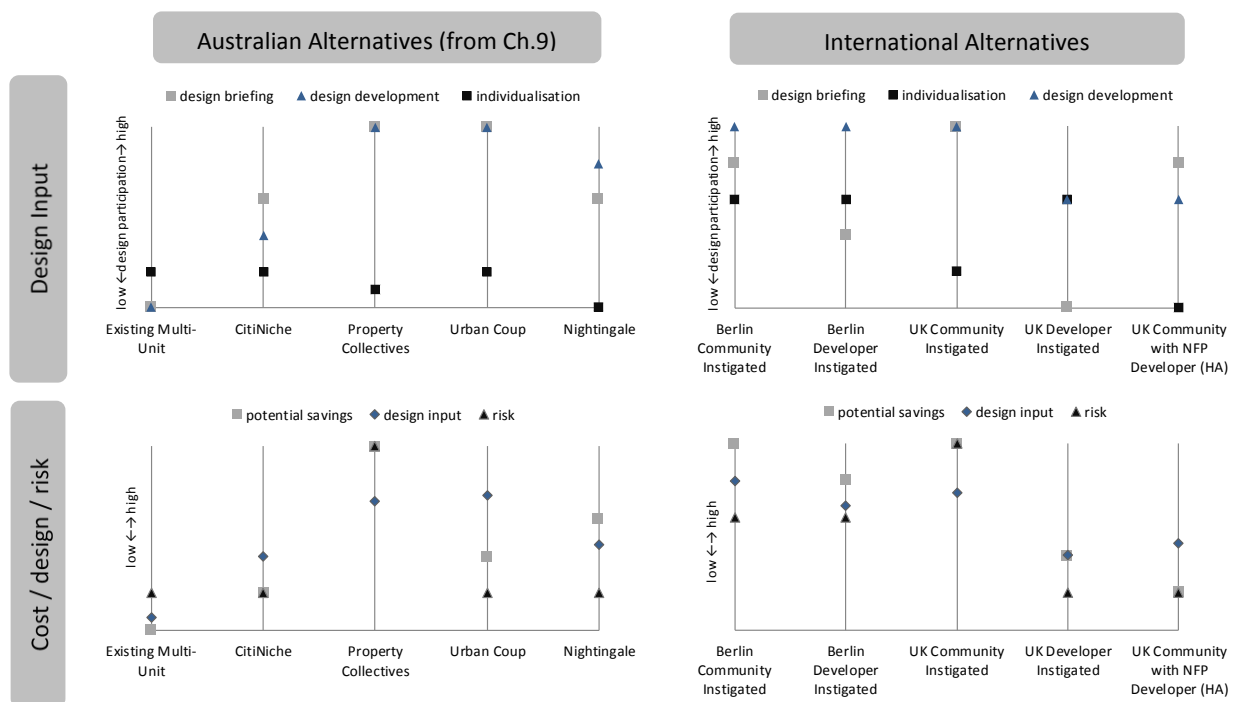 Australian Alternatives (from Ch.9)
International Alternatives
Design Input
design briefing design development individualisation
low ←design participation→ high
Existing Multi-
Unit
CitiNiche
Property
Collectives
Urban Coup
Nightingale
design briefing individualisation design development
low ←design participation→ high
Berlin
Community
Instigated
Berlin
Developer
Instigated
UK Community
Instigated
UK Developer
Instigated
UK Community
with NFP
Developer (HA)
Cost / design / risk
potential savings design input risk
low ←→ high
Existing Multi-
Unit
CitiNiche
Property
Collectives
Urban Coup
Nightingale
potential savings design input risk
low ←→ high
Berlin
Community
Instigated
Berlin
Developer
Instigated
UK Community
Instigated
UK Developer
Instigated
UK Community
with NFP
Developer (HA)